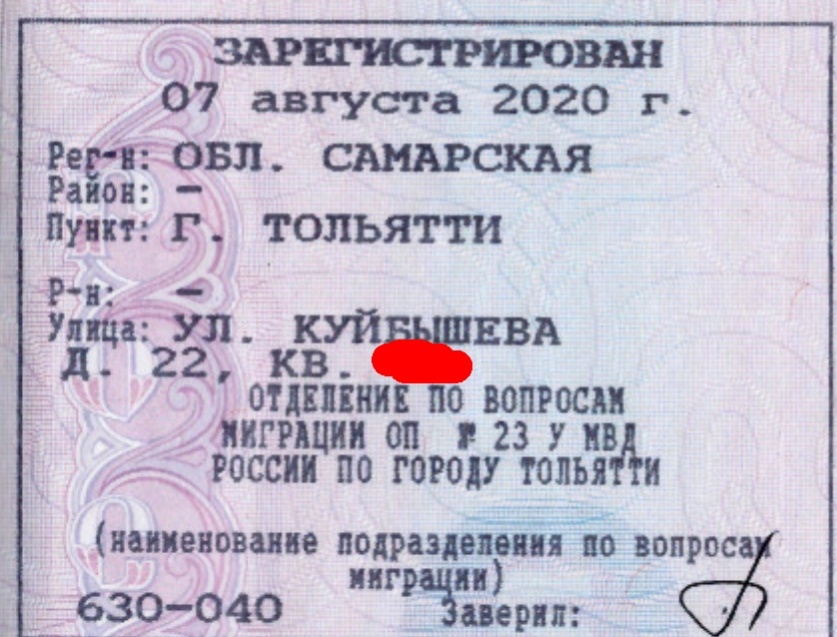 ЗАРЕГИСТРИРОВАН
07 августа 2020 г.
Рег-н: ОБЛ. САМАРСКАЯ
Район: –
Пункт: Г. ТОЛЬЯТТИ
Р-н: –
Улица: УЛ. КУЙБЫШЕВА
Д. 22, КВ.
ОТДЕЛЕНИЕ ПО ВОПРОСАМ
МИГРАЦИИ ОП № 23 У МВД
РОССИИ ПО ГОРОДУ ТОЛЬЯТТИ
(наименование подразделения по вопросам
миграции)
630-040 Заверил: